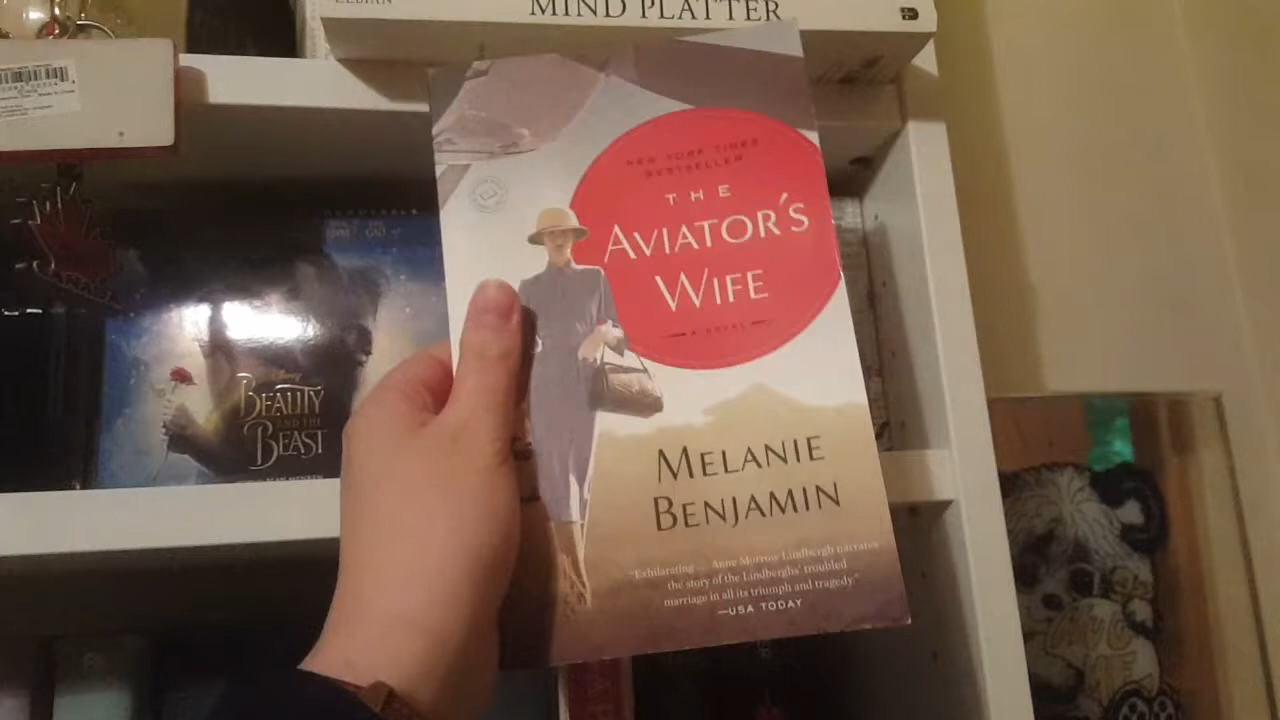 MIND PLATTER
NEW YORK TIMES
BESTSELLER
THE
AVIATOR'S
WIFE
A NOVEL
MELANIE
BENJAMIN
"Exhilarating . . . Anne Morrow Lindbergh narrates
the story of the Lindberghs' troubled
marriage in all its triumph and tragedy."
—USA TODAY
Disney
BEAUTY
AND THE
BEAST